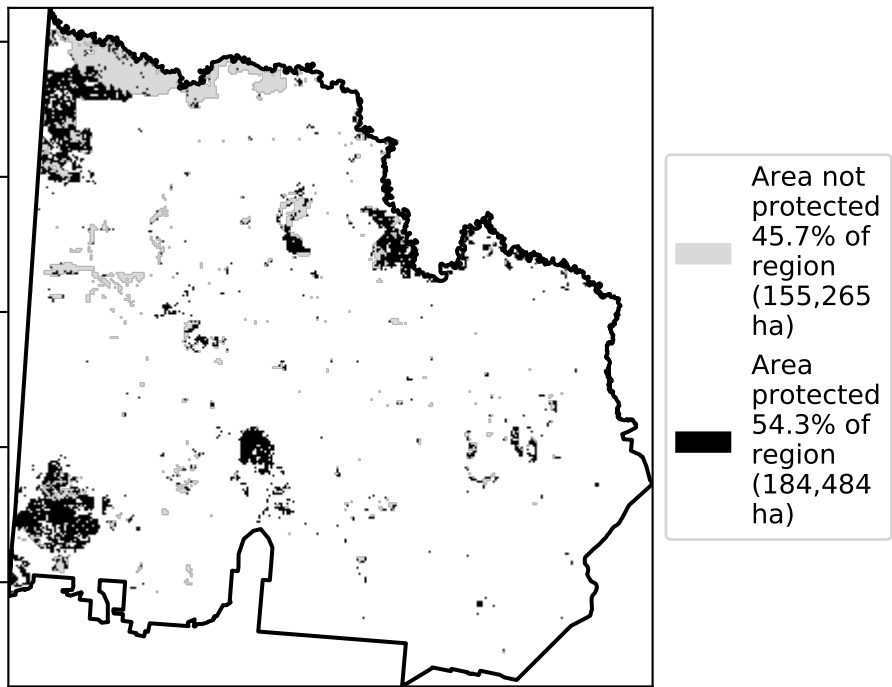 Area not
protected
45.7% of
region
(155,265
ha)
Area
protected
54.3% of
region
(184,484
ha)